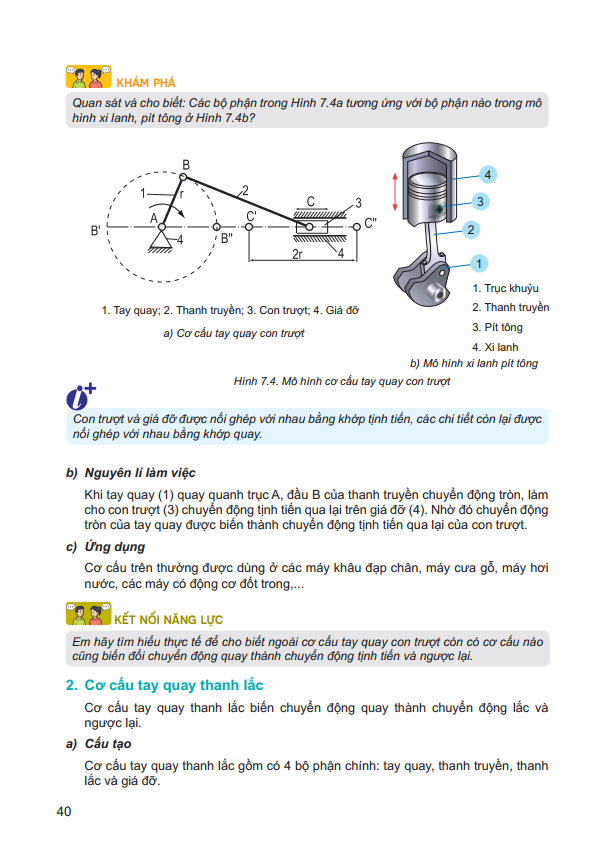 KHÁM PHÁ
Quan sát và cho biết: Các bộ phận trong Hình 7.4a tương ứng với bộ phận nào trong mô
hình xi lanh, pít tông ở Hình 7.4b?
B
1
r
2
A
4
B'
B"
C'
C
3
C"
4
2r
4
3
2
1
1. Tay quay; 2. Thanh truyền; 3. Con trượt; 4. Giá đỡ
a) Cơ cấu tay quay con trượt
1. Trục khuỷu
2. Thanh truyền
3. Pít tông
4. Xi lanh
b) Mô hình xi lanh pít tông
Hình 7.4. Mô hình cơ cấu tay quay con trượt
i+
Con trượt và giá đỡ được nối ghép với nhau bằng khớp tịnh tiến, các chi tiết còn lại được
nối ghép với nhau bằng khớp quay.
b) Nguyên lí làm việc
Khi tay quay (1) quay quanh trục A, đầu B của thanh truyền chuyển động tròn, làm
cho con trượt (3) chuyển động tịnh tiến qua lại trên giá đỡ (4). Nhờ đó chuyển động
tròn của tay quay được biến thành chuyển động tịnh tiến qua lại của con trượt.
c) Ứng dụng
Cơ cấu trên thường được dùng ở các máy khâu đạp chân, máy cưa gỗ, máy hơi
nước, các máy có động cơ đốt trong,...
KẾT NỐI NĂNG LỰC
Em hãy tìm hiểu thực tế để cho biết ngoài cơ cấu tay quay con trượt còn có cơ cấu nào
cũng biến đổi chuyển động quay thành chuyển động tịnh tiến và ngược lại.
2. Cơ cấu tay quay thanh lắc
Cơ cấu tay quay thanh lắc biến chuyển động quay thành chuyển động lắc và
ngược lại.
a) Cấu tạo
Cơ cấu tay quay thanh lắc gồm có 4 bộ phận chính: tay quay, thanh truyền, thanh
lắc và giá đỡ.
40